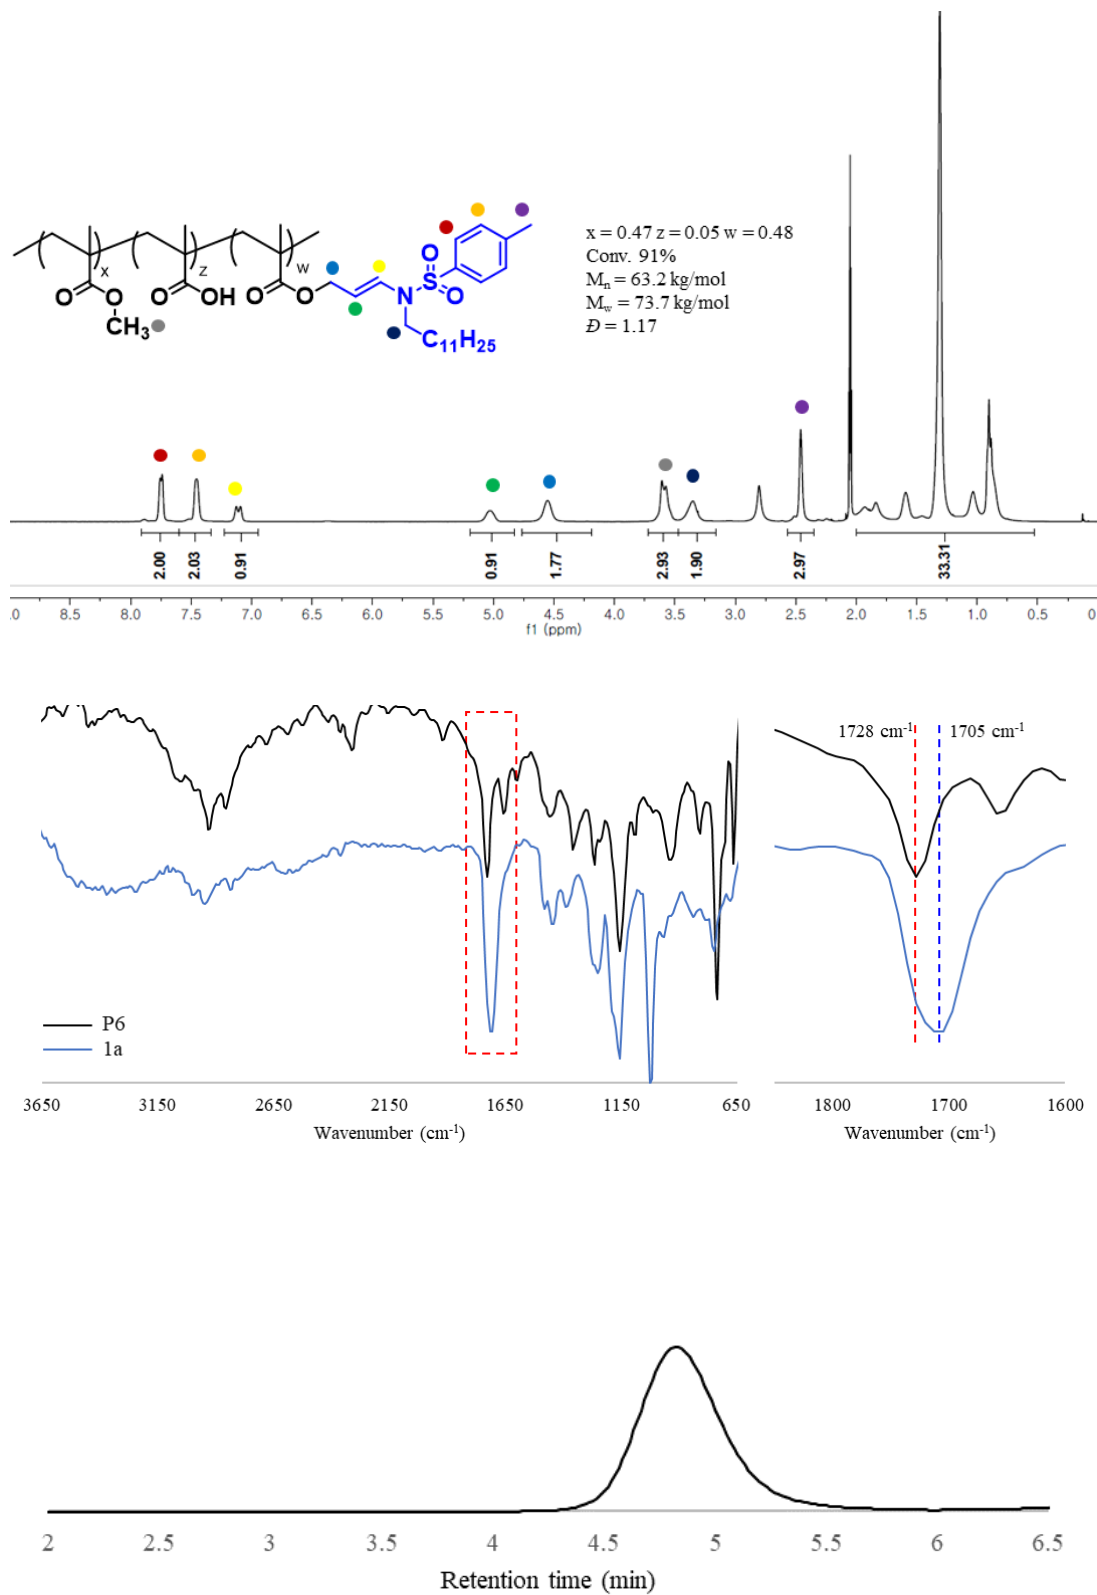 x = 0.47 z = 0.05 w = 0.48
Conv. 91%
Mn = 63.2 kg/mol
Mw = 73.7 kg/mol
Đ = 1.17
x
z
w
O
O
CH3
O
OH
O
O
N
S
O
O
C11H25
2.00
2.03
0.91
0.91
1.77
2.93
1.90
2.97
33.31
.0 8.5 8.0 7.5 7.0 6.5 6.0 5.5 5.0 4.5 4.0 3.5 3.0 2.5 2.0 1.5 1.0 0.5 0
f1 (ppm)
1728 cm-1
1705 cm-1
P6
1a
3650 3150 2650 2150 1650 1150 650
Wavenumber (cm-1)
1800 1700 1600
Wavenumber (cm-1)
2 2.5 3 3.5 4 4.5 5 5.5 6 6.5
Retention time (min)